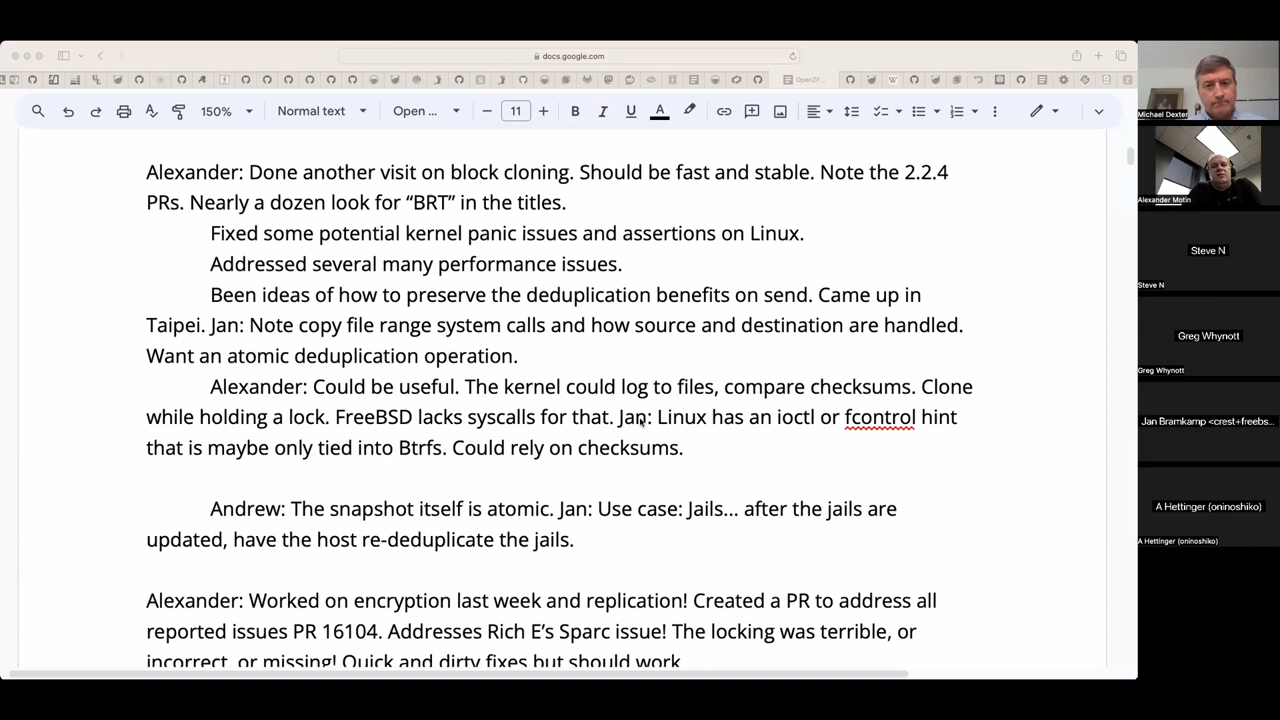 docs.google.com
OpenZF...
150%
Normal text
Open ...
11
Alexander: Done another visit on block cloning. Should be fast and stable. Note the 2.2.4
PRs. Nearly a dozen look for “BRT” in the titles.
Fixed some potential kernel panic issues and assertions on Linux.
Addressed several many performance issues.
Been ideas of how to preserve the deduplication benefits on send. Came up in
Taipei. Jan: Note copy file range system calls and how source and destination are handled.
Want an atomic deduplication operation.
Alexander: Could be useful. The kernel could log to files, compare checksums. Clone
while holding a lock. FreeBSD lacks syscalls for that. Jan: Linux has an ioctl or fcontrol hint
that is maybe only tied into Btrfs. Could rely on checksums.
Andrew: The snapshot itself is atomic. Jan: Use case: Jails... after the jails are
updated, have the host re-deduplicate the jails.
Alexander: Worked on encryption last week and replication! Created a PR to address all
reported issues PR 16104. Addresses Rich E’s Sparc issue! The locking was terrible, or
incorrect, or missing! Quick and dirty fixes but should work
Michael Dexter
Alexander Motin
Steve N
Steve N
Greg Whynott
Greg Whynott
Jan Bramkamp <crest+freebs...
A Hettinger (oninoshiko)
A Hettinger (oninoshiko)